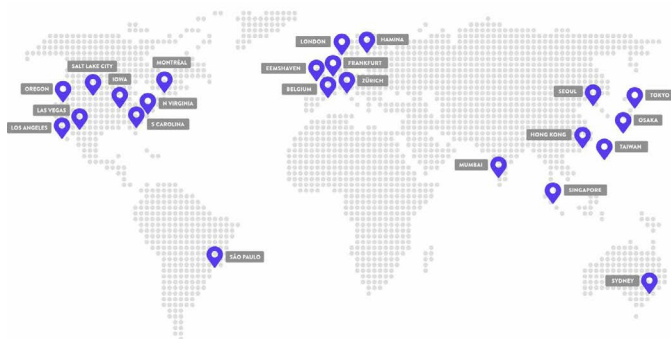 LONDON
HAMINA
SALT LAKE CITY
MONTRÉAL
EEMSHAVEN
FRANKFURT
IOWA
ZÜRICH
OREGON
BELGIUM
SEOUL
TOKYO
N VIRGINIA
LAS VEGAS
OSAKA
S CAROLINA
LOS ANGELES
HONG KONG
TAIWAN
MUMBAI
SINGAPORE
SÃO PAULO
SYDNEY